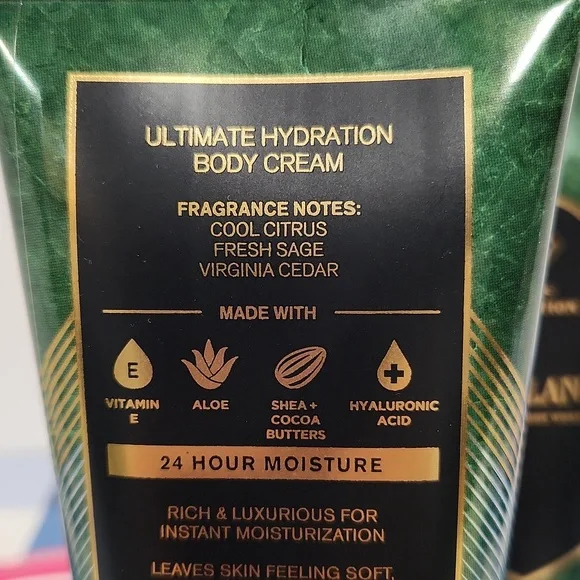 ULTIMATE HYDRATION
BODY CREAM
FRAGRANCE NOTES:
COOL CITRUS
FRESH SAGE
VIRGINIA CEDAR
MADE WITH
E
VITAMIN
E
ALOE
SHEA +
COCOA
BUTTERS
HYALURONIC
ACID
24 HOUR MOISTURE
RICH & LUXURIOUS FOR
INSTANT MOISTURIZATION
LEAVES SKIN FEELING SOFT,